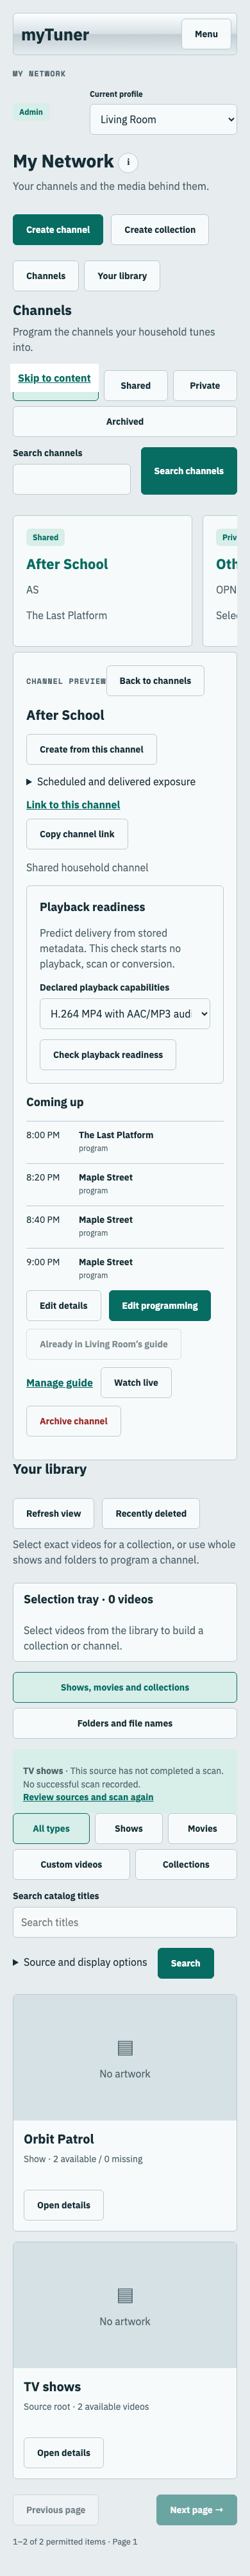 myTuner
Menu
MY NETWORK
Admin
Current profile
Living Room
My Network
i
Your channels and the media behind them.
Create channel
Create collection
Channels
Your library
Channels
Program the channels your household tunes
into.
Skip to content
Shared
Private
Archived
Search channels
Search channels
Shared
After School
AS
The Last Platform
CHANNEL PREVIEW
Back to channels
After School
Create from this channel
Scheduled and delivered exposure
Link to this channel
Copy channel link
Shared household channel
Playback readiness
Predict delivery from stored
metadata. This check starts no
playback, scan or conversion.
Declared playback capabilities
H.264 MP4 with AAC/MP3 audi
Check playback readiness
Coming up
8:00 PM The Last Platform
program
8:20 PM Maple Street
program
8:40 PM Maple Street
program
9:00 PM Maple Street
program
Edit details
Edit programming
Already in Living Room's guide
Manage guide
Watch live
Archive channel
Your library
Refresh view
Recently deleted
Select exact videos for a collection, or use whole
shows and folders to program a channel.
Selection tray · 0 videos
Select videos from the library to build a
collection or channel.
Shows, movies and collections
Folders and file names
TV shows · This source has not completed a scan.
No successful scan recorded.
Review sources and scan again
All types
Shows
Movies
Custom videos
Collections
Search catalog titles
Search titles
Source and display options
Search
No artwork
Orbit Patrol
Show · 2 available / 0 missing
Open details
No artwork
TV shows
Source root · 2 available videos
Open details
Previous page
Next page →
1–2 of 2 permitted items · Page 1